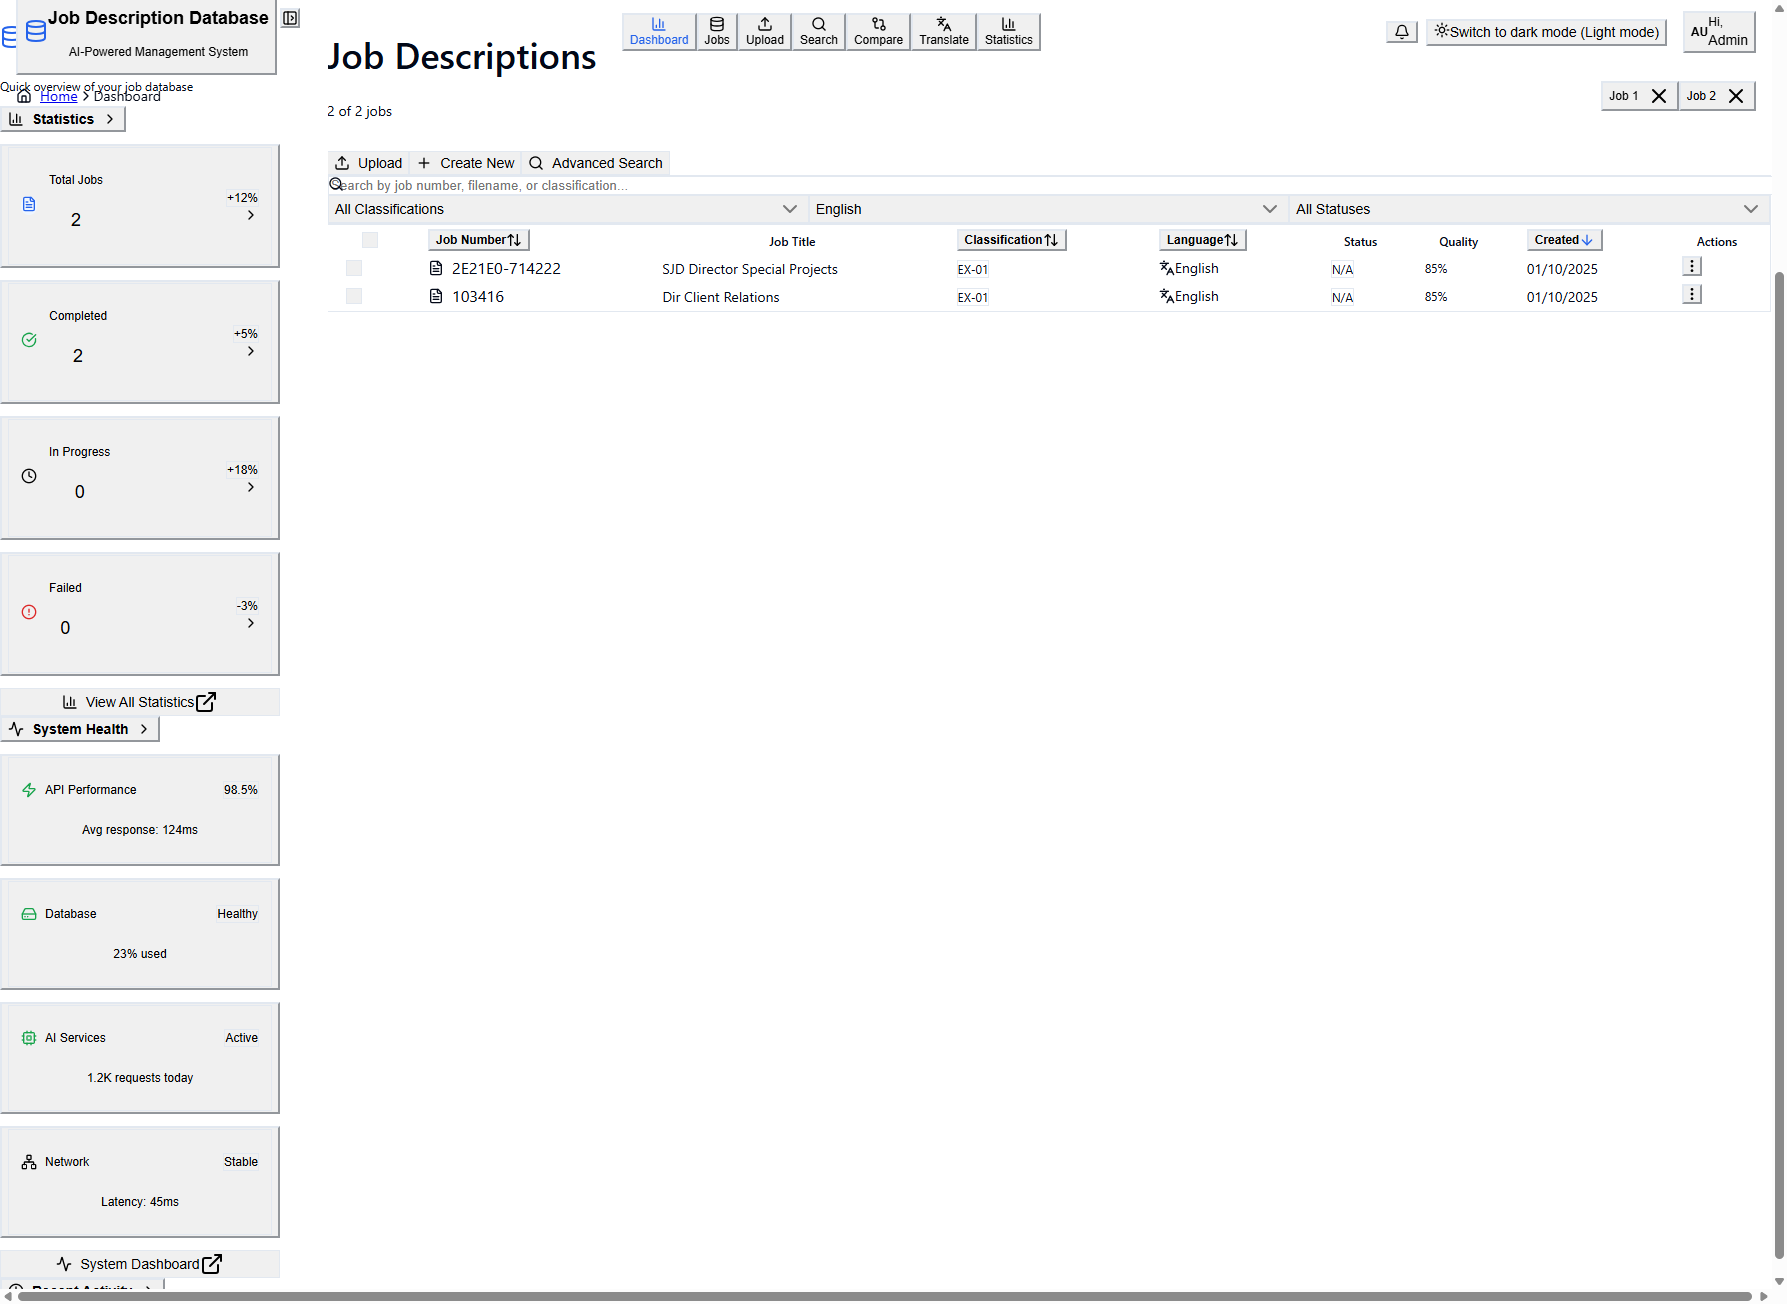 Job Description Database
AI-Powered Management System
Dashboard
Jobs
Upload
Search
Compare
Translate
Statistics
Switch to dark mode (Light mode)
AU
Hi,
Admin
Quick overview of your job database
Home
Dashboard
Job 1
Job 2
Statistics
Total Jobs
2
+12%
Completed
2
+5%
In Progress
0
+18%
Failed
0
-3%
View All Statistics
System Health
API Performance 98.5%
Avg response: 124ms
Database Healthy
23% used
AI Services Active
1.2K requests today
Network Stable
Latency: 45ms
System Dashboard
Recent Activity
Job Descriptions
2 of 2 jobs
Upload Create New Advanced Search
Search by job number, filename, or classification...
All Classifications English All Statuses
Job Number Job Title Classification Language Status Quality Created Actions
2E21E0-714222 SJD Director Special Projects EX-01 English N/A 85% 01/10/2025
103416 Dir Client Relations EX-01 English N/A 85% 01/10/2025